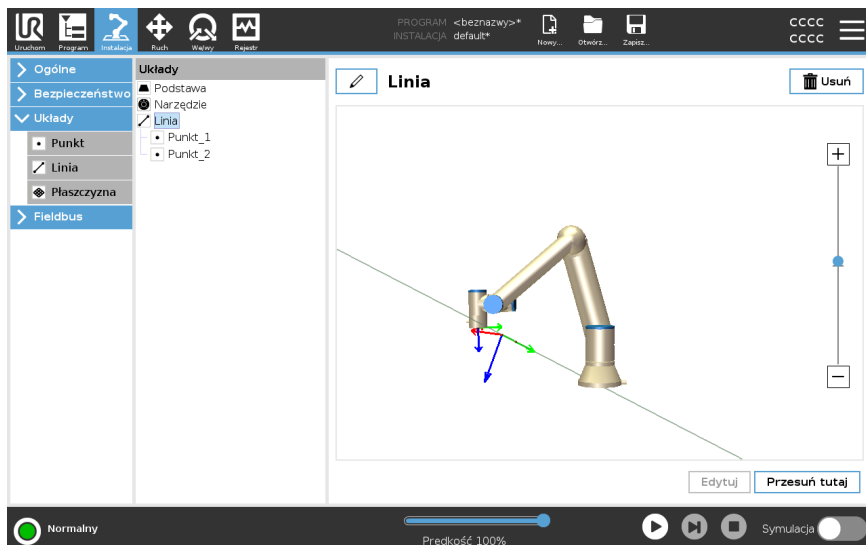 UR
PROGRAM <beznazwy>*
INSTALACJA default*
CCCC
CCCC
Uruchom Program Instalacja Ruch We/wy Rejestr Nowy... Otwórz... Zapisz...
Ogólne
Bezpieczeństwo
Układy
Punkt
Linia
Płaszczyzna
Fieldbus
Układy
Podstawa
Narzędzie
Linia
Punkt_1
Punkt_2
Linia
Usuń
Edytuj Przesuń tutaj
Normalny
Prędkość 100%
Symulacja